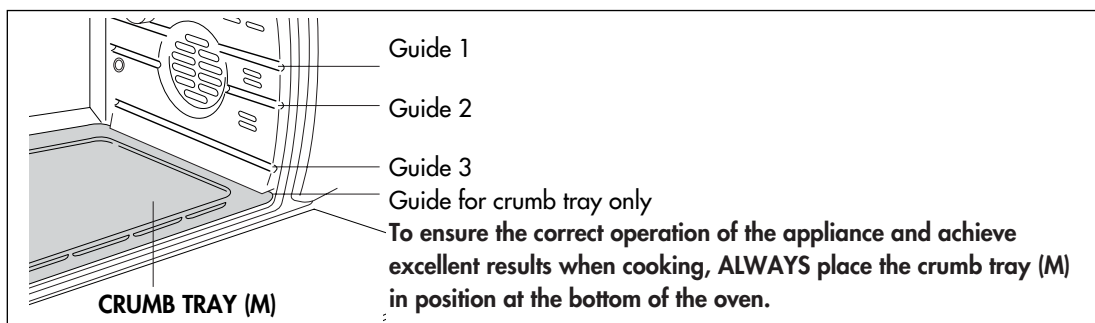 Guide 1
Guide 2
Guide 3
Guide for crumb tray only
To ensure the correct operation of the appliance and achieve
excellent results when cooking, ALWAYS place the crumb tray (M)
in position at the bottom of the oven.
CRUMB TRAY (M)